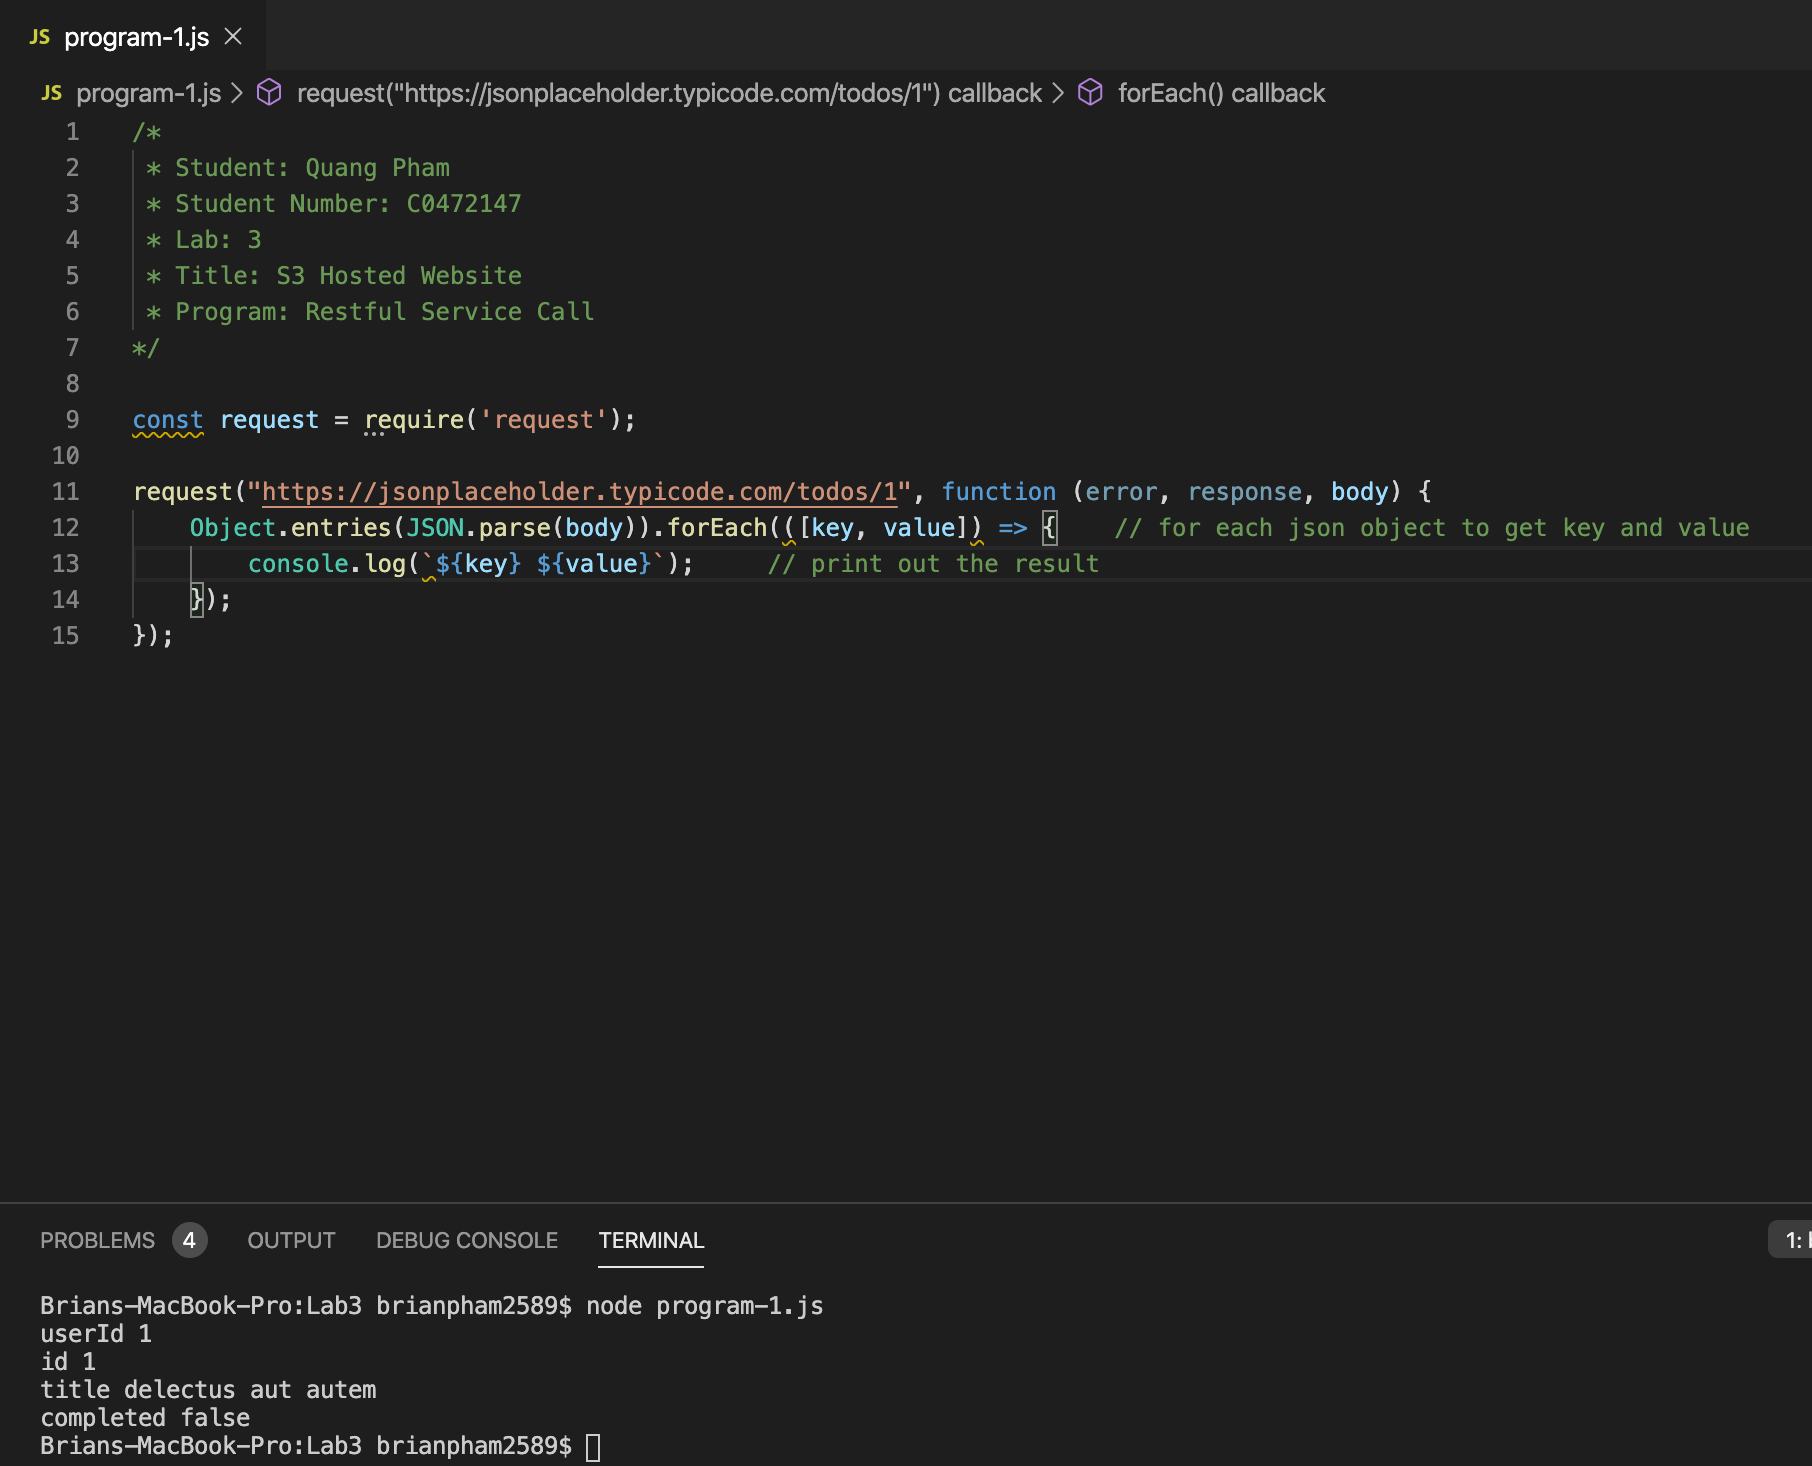 JS program-1.js
JS program-1.js > request("https://jsonplaceholder.typicode.com/todos/1") callback > forEach() callback
1 /*
2 * Student: Quang Pham
3 * Student Number: C0472147
4 * Lab: 3
5 * Title: S3 Hosted Website
6 * Program: Restful Service Call
7 */
8
9 const request = require('request');
10
11 request("https://jsonplaceholder.typicode.com/todos/1", function (error, response, body) {
12 Object.entries(JSON.parse(body)).forEach(([key, value]) => { // for each json object to get key and value
13 console.log(`${key} ${value}`); // print out the result
14 });
15 });
PROBLEMS 4 OUTPUT DEBUG CONSOLE TERMINAL 1:
Brians-MacBook-Pro:Lab3 brianpham2589$ node program-1.js
userId 1
id 1
title delectus aut autem
completed false
Brians-MacBook-Pro:Lab3 brianpham2589$